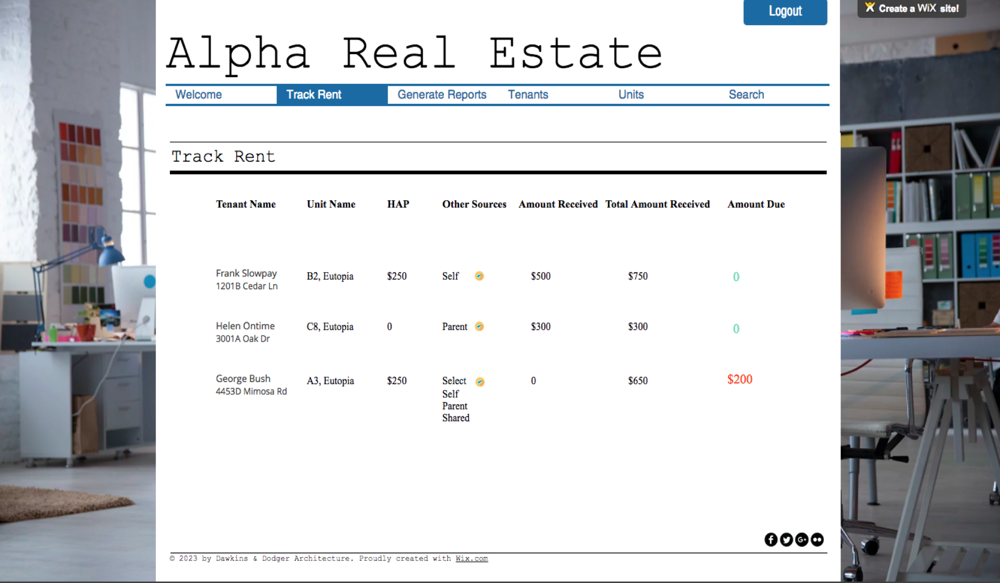 Logout
Create a WiX site!
Alpha Real Estate
Welcome Track Rent Generate Reports Tenants Units Search
Track Rent
Tenant Name Unit Name HAP Other Sources Amount Received Total Amount Received Amount Due
Frank Slowpay
1201B Cedar Ln
B2, Eutopia $250 Self $500 $750 0
Helen Ontime
3001A Oak Dr
C8, Eutopia 0 Parent $300 $300 0
George Bush
4453D Mimosa Rd
A3, Eutopia $250 Select 0 $650 $200
Self
Parent
Shared
© 2023 by Dawkins & Dodger Architecture. Proudly created with Wix.com